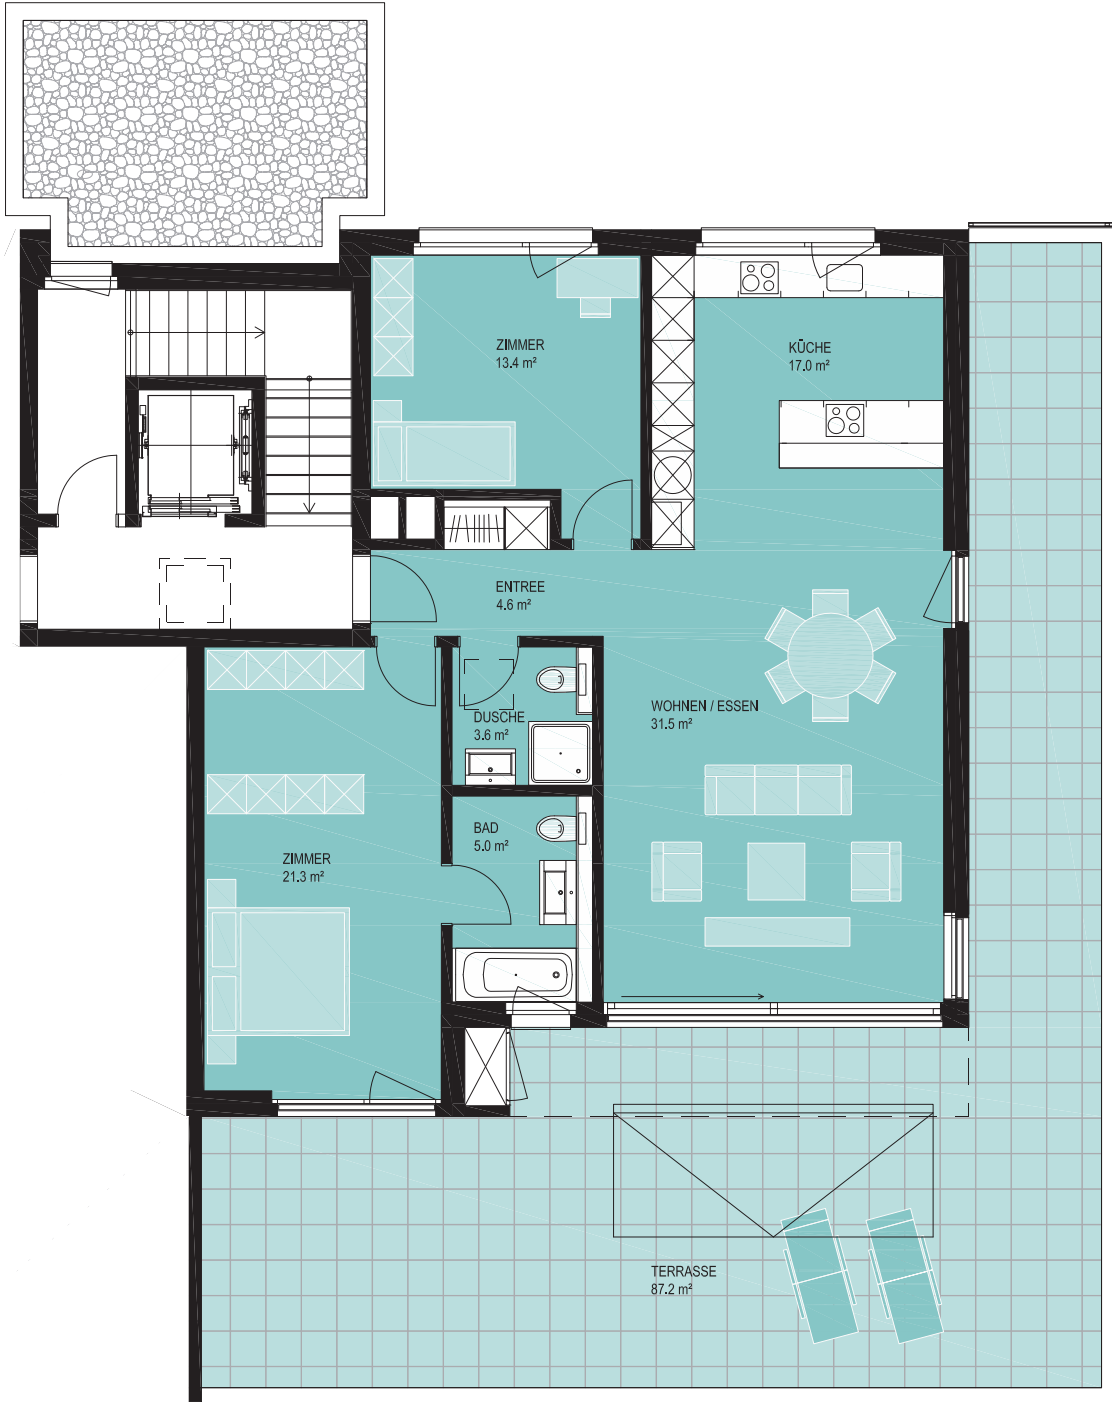 ZIMMER
13.4 m²
KÜCHE
17.0 m²
ENTREE
4.6 m²
WOHNEN / ESSEN
31.5 m²
DUSCHE
3.6 m²
BAD
5.0 m²
ZIMMER
21.3 m²
TERRASSE
87.2 m²